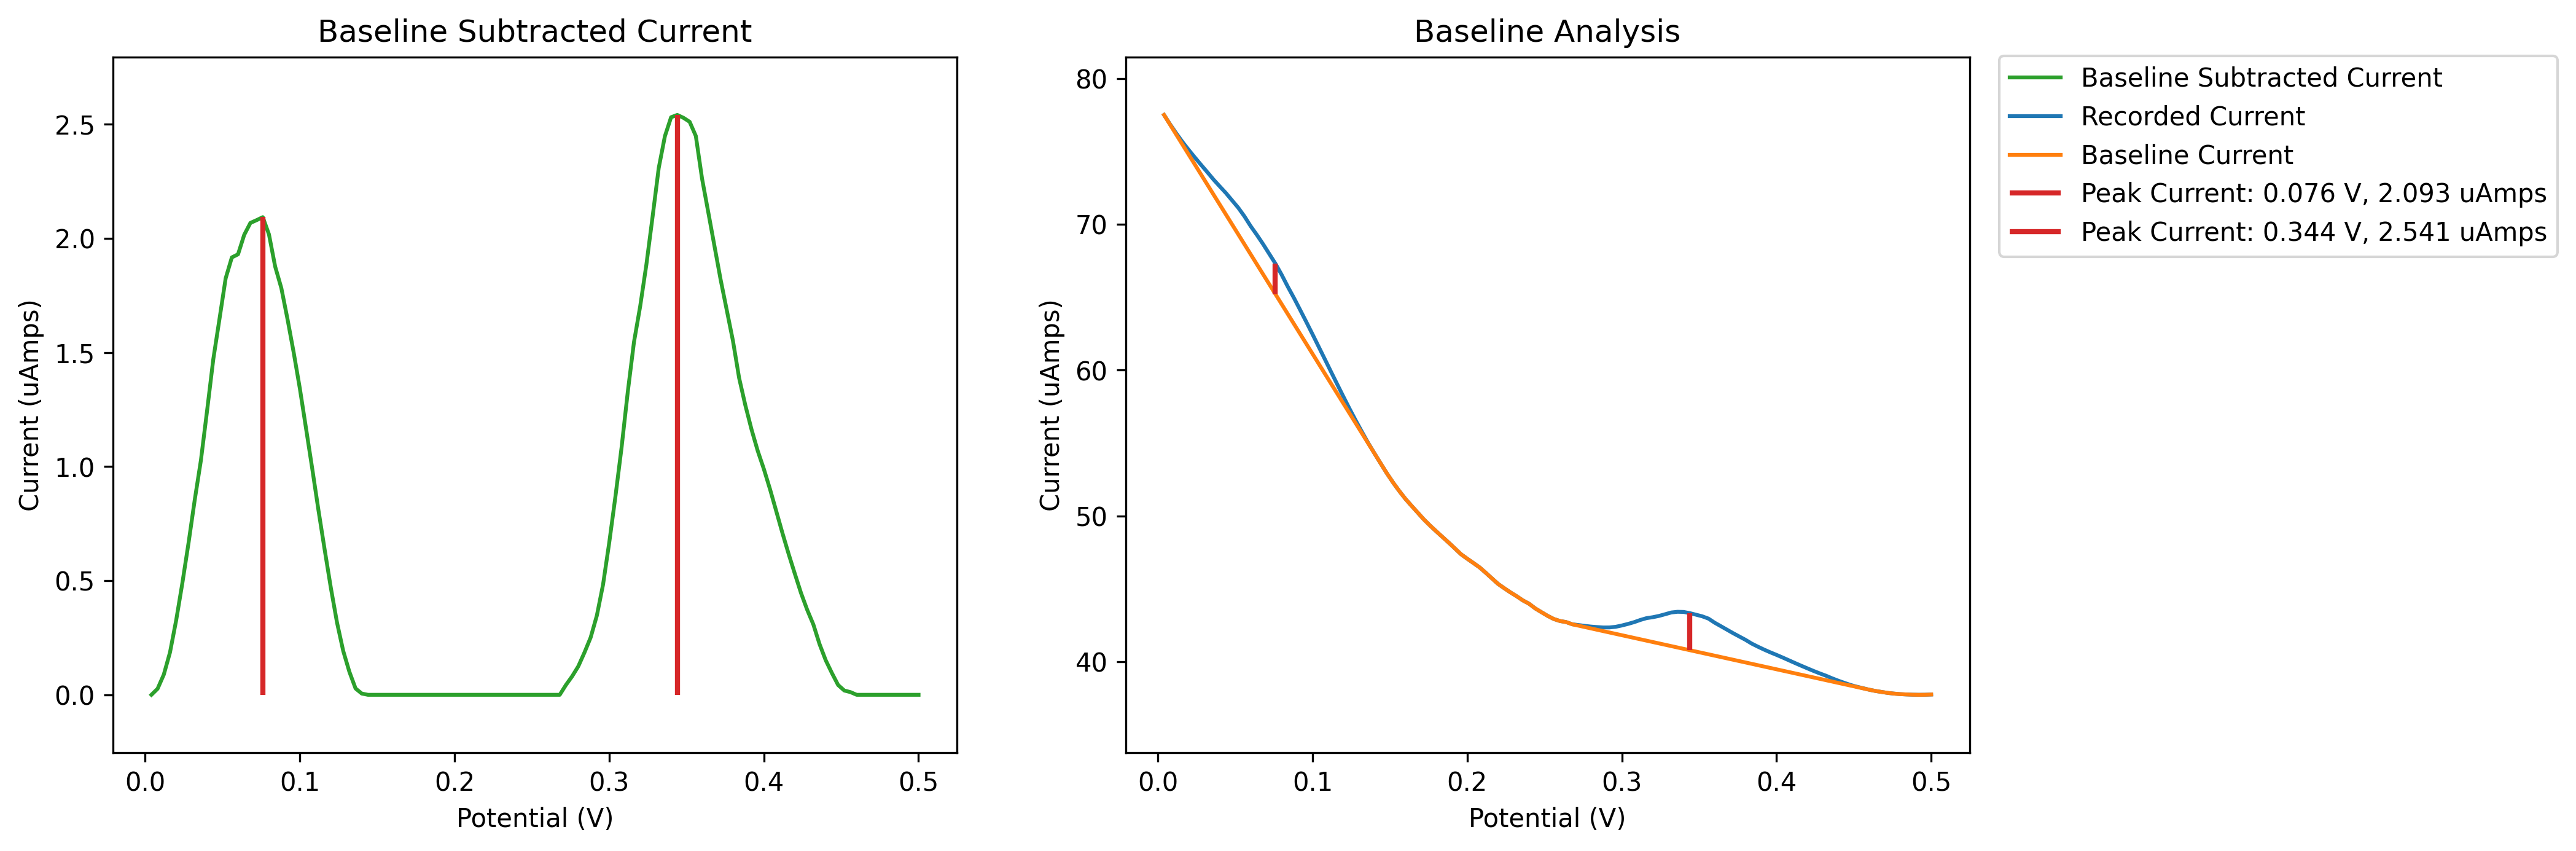 Baseline Subtracted Current
Current (uAmps)
2.5
2.0
1.5
1.0
0.5
0.0
0.0 0.1 0.2 0.3 0.4 0.5
Potential (V)
Baseline Analysis
Current (uAmps)
80
70
60
50
40
0.0 0.1 0.2 0.3 0.4 0.5
Potential (V)
Baseline Subtracted Current
Recorded Current
Baseline Current
Peak Current: 0.076 V, 2.093 uAmps
Peak Current: 0.344 V, 2.541 uAmps